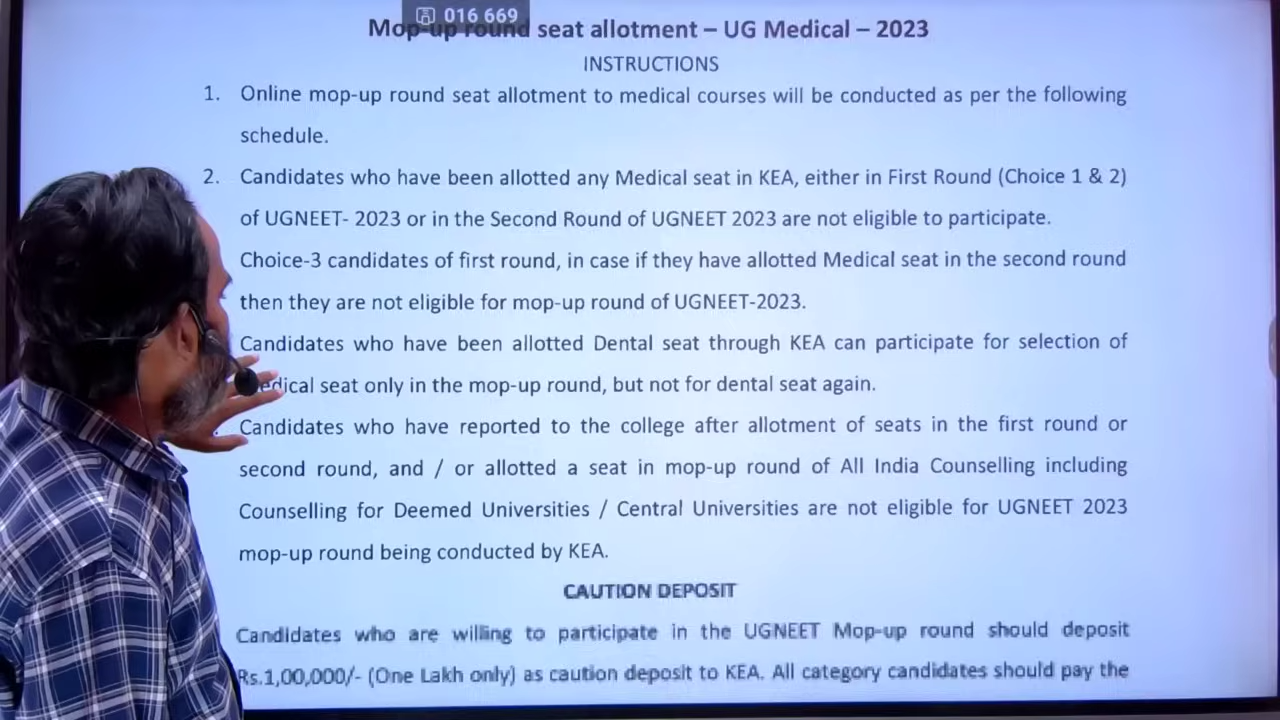 016 669
Mop-up round seat allotment – UG Medical – 2023
INSTRUCTIONS
1. Online mop-up round seat allotment to medical courses will be conducted as per the following
schedule.
2. Candidates who have been allotted any Medical seat in KEA, either in First Round (Choice 1 & 2)
of UGNEET- 2023 or in the Second Round of UGNEET 2023 are not eligible to participate.
Choice-3 candidates of first round, in case if they have allotted Medical seat in the second round
then they are not eligible for mop-up round of UGNEET-2023.
Candidates who have been allotted Dental seat through KEA can participate for selection of
edical seat only in the mop-up round, but not for dental seat again.
Candidates who have reported to the college after allotment of seats in the first round or
second round, and / or allotted a seat in mop-up round of All India Counselling including
Counselling for Deemed Universities / Central Universities are not eligible for UGNEET 2023
mop-up round being conducted by KEA.
CAUTION DEPOSIT
Candidates who are willing to participate in the UGNEET Mop-up round should deposit
Rs.1,00,000/- (One Lakh only) as caution deposit to KEA. All category candidates should pay the